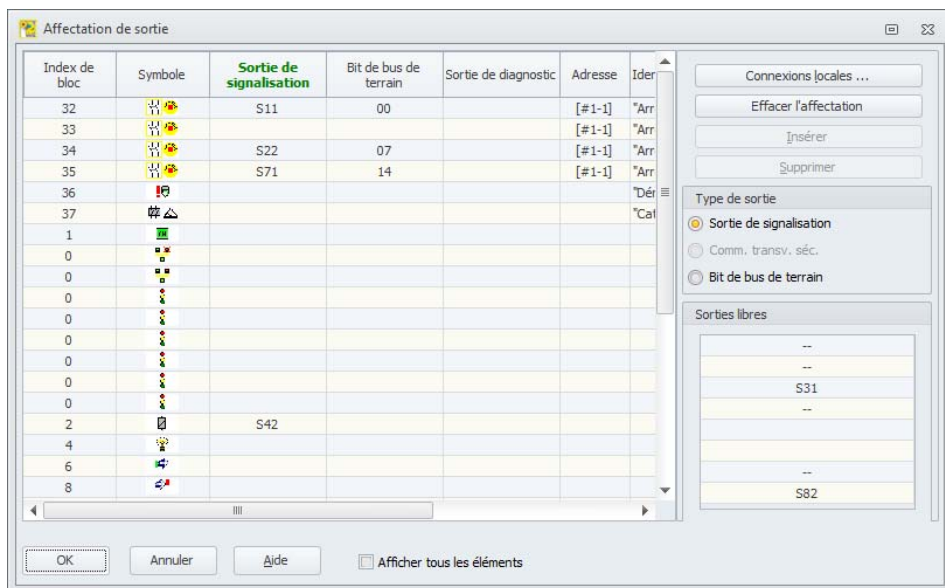 Affectation de sortie
Index de bloc Symbole Sortie de signalisation Bit de bus de terrain Sortie de diagnostic Adresse Iden
32 S11 00 [#1-1] "Arr
33 [#1-1] "Arr
34 S22 07 [#1-1] "Arr
35 S71 14 [#1-1] "Arr
36 "Dér
37 "Cat
1
0
0
0
0
0
0
0
0
2 S42
4
6
8
Connexions locales ...
Effacer l'affectation
Insérer
Supprimer
Type de sortie
Sortie de signalisation
Comm. transv. séc.
Bit de bus de terrain
Sorties libres
--
--
S31
--
--
S82
OK Annuler Aide Afficher tous les éléments